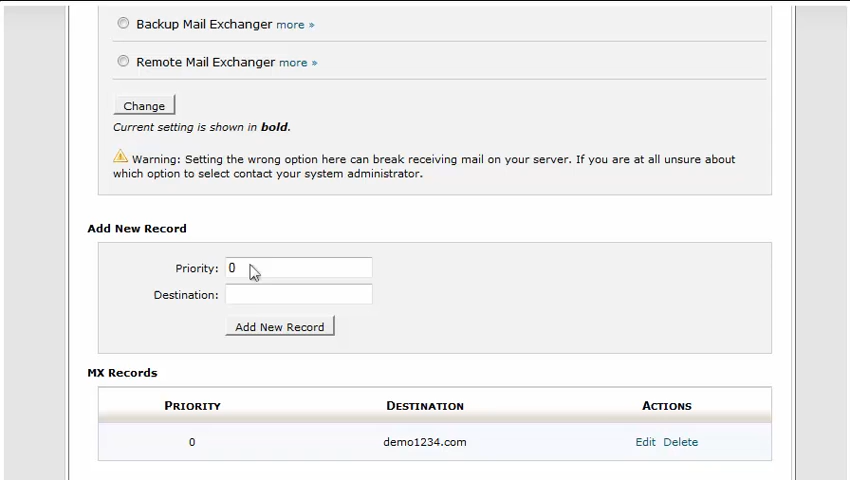 Backup Mail Exchanger more »
Remote Mail Exchanger more »
Change
Current setting is shown in bold.
Warning: Setting the wrong option here can break receiving mail on your server. If you are at all unsure about
which option to select contact your system administrator.
Add New Record
Priority: 0
Destination:
Add New Record
MX Records
PRIORITY DESTINATION ACTIONS
0 demo1234.com Edit Delete